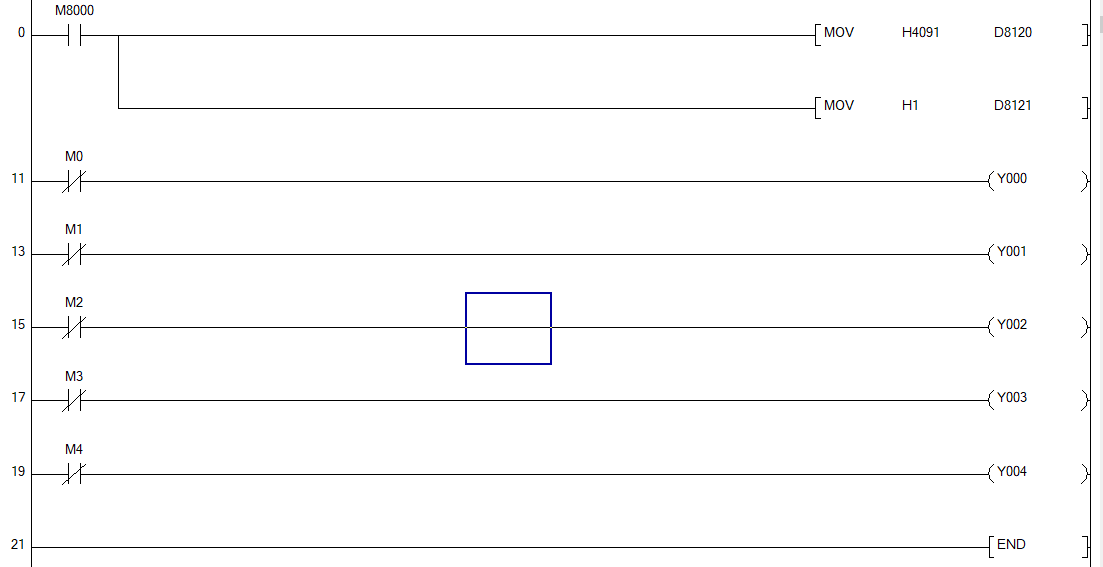 M8000
0 MOV H4091 D8120
MOV H1 D8121
M0
11 Y000
M1
13 Y001
M2
15 Y002
M3
17 Y003
M4
19 Y004
21 END